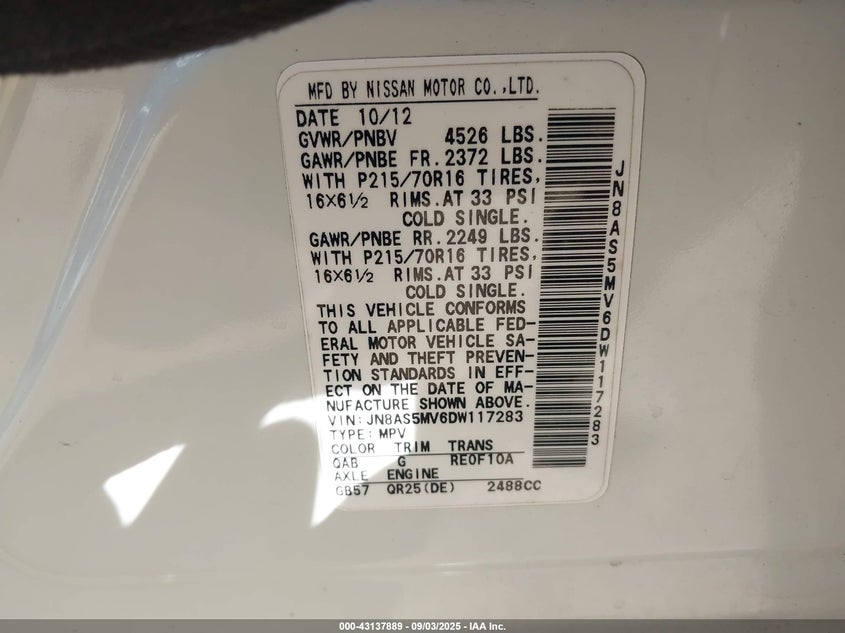 MFD BY NISSAN MOTOR CO.,LTD.
DATE 10/12
GVWR/PNBV 4526 LBS.
GAWR/PNBE FR. 2372 LBS.
WITH P215/70R16 TIRES,
16X6½ RIMS. AT 33 PSI
COLD SINGLE.
GAWR/PNBE RR. 2249 LBS.
WITH P215/70R16 TIRES,
16X6½ RIMS. AT 33 PSI
COLD SINGLE.
THIS VEHICLE CONFORMS
TO ALL APPLICABLE FED-
ERAL MOTOR VEHICLE SA-
FETY AND THEFT PREVEN-
TION STANDARDS IN EFF-
ECT ON THE DATE OF MA-
NUFACTURE SHOWN ABOVE.
VIN: JN8AS5MV6DW117283
TYPE: MPV
COLOR TRIM TRANS
QAB G RE0F10A
AXLE ENGINE
GB57 QR25(DE) 2488CC
JN8AS5MV6DW117283
000-43137889 - 09/03/2025 - IAA Inc.